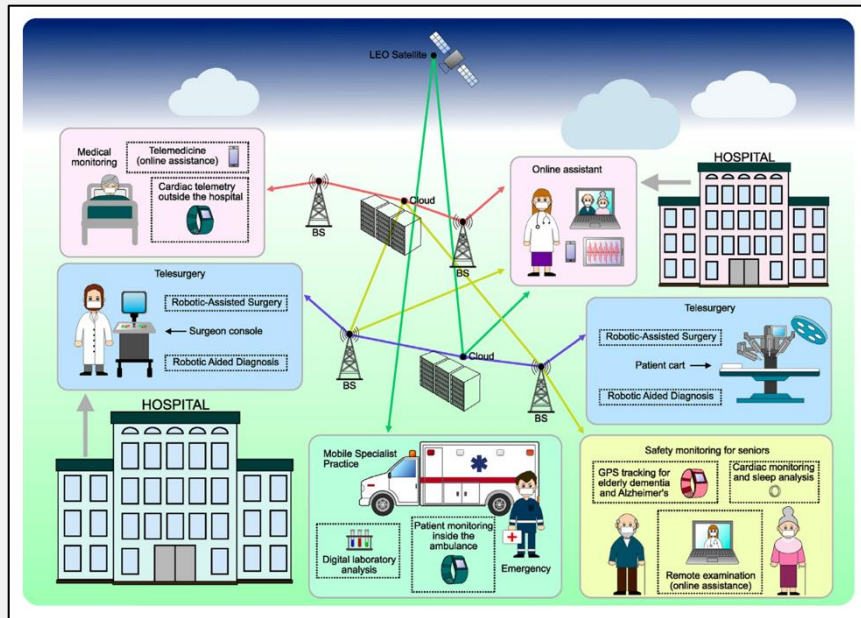 LEO Satellite
Medical
monitoring
Telemedicine
(online assistance)
Cardiac telemetry
outside the hospital
BS
Cloud
BS
Online assistant
HOSPITAL
Telesurgery
Robotic-Assisted Surgery
Surgeon console
Robotic Aided Diagnosis
BS
Cloud
BS
Telesurgery
Robotic-Assisted Surgery
Patient cart
Robotic Aided Diagnosis
HOSPITAL
Mobile Specialist
Practice
Digital laboratory
analysis
Patient monitoring
inside the
ambulance
Emergency
Safety monitoring for seniors
GPS tracking for
elderly dementia
and Alzheimer's
Cardiac monitoring
and sleep analysis
Remote examination
(online assistance)